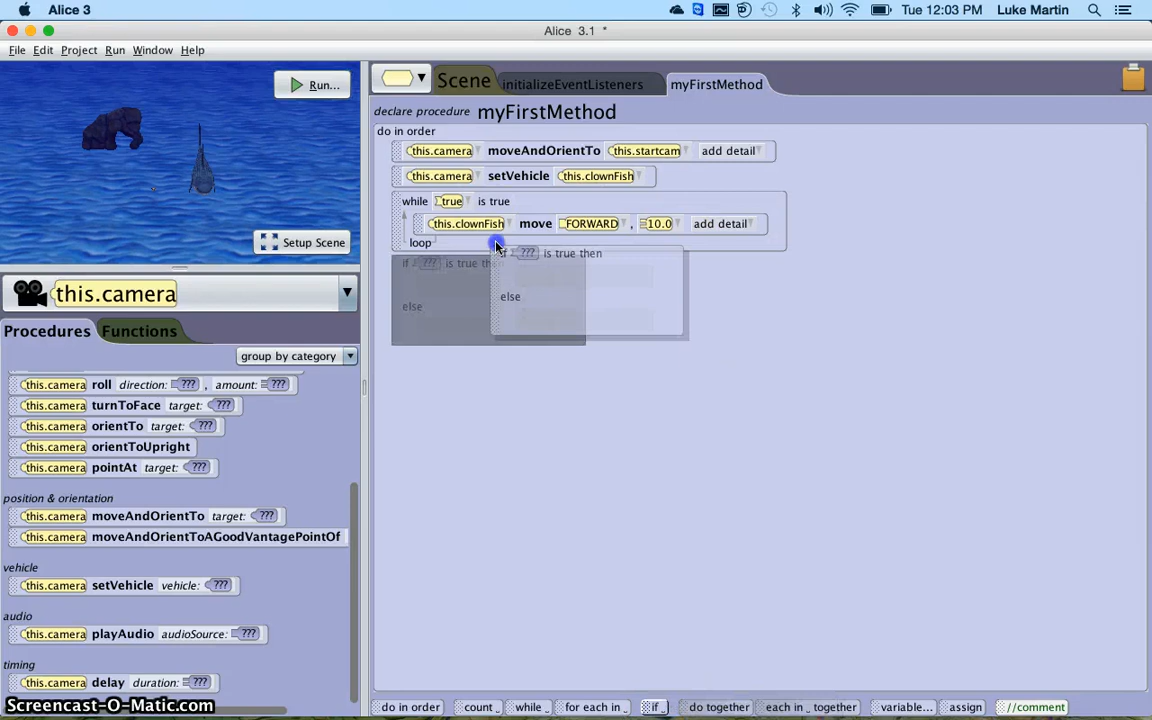 Alice 3
Tue 12:03 PM Luke Martin
Alice 3.1 *
File Edit Project Run Window Help
Run...
Setup Scene
this.camera
Procedures Functions
group by category
this.camera roll direction: ??? , amount: ???
this.camera turnToFace target: ???
this.camera orientTo target: ???
this.camera orientToUpright
this.camera pointAt target: ???
position & orientation
this.camera moveAndOrientTo target: ???
this.camera moveAndOrientToAGoodVantagePointOf
vehicle
this.camera setVehicle vehicle: ???
audio
this.camera playAudio audioSource: ???
timing
this.camera delay duration: ???
Scene initializeEventListeners myFirstMethod
declare procedure myFirstMethod
do in order
this.camera moveAndOrientTo this.startcam add detail
this.camera setVehicle this.clownFish
while true is true
this.clownFish move FORWARD , 10.0 add detail
loop
if ??? is true then
else
if ??? is true then
else
do in order count while for each in if do together each in together variable... assign //comment
Screencast-O-Matic.com